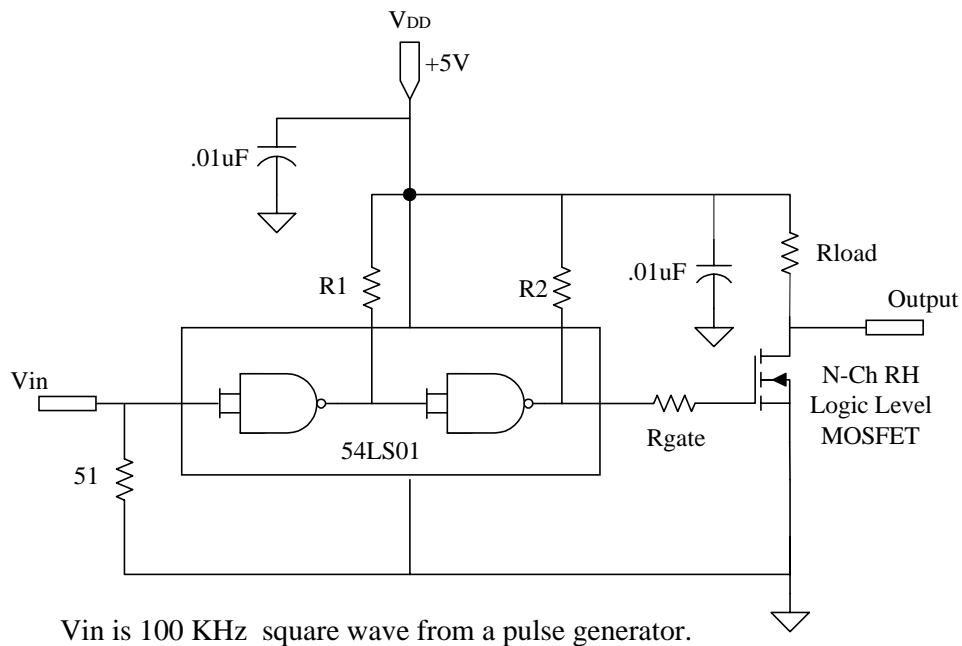 VDD
+5V
.01uF
R1
R2
.01uF
Rload
Output
Vin
N-Ch RH
Logic Level
MOSFET
Rgate
54LS01
51
Vin is 100 KHz square wave from a pulse generator.